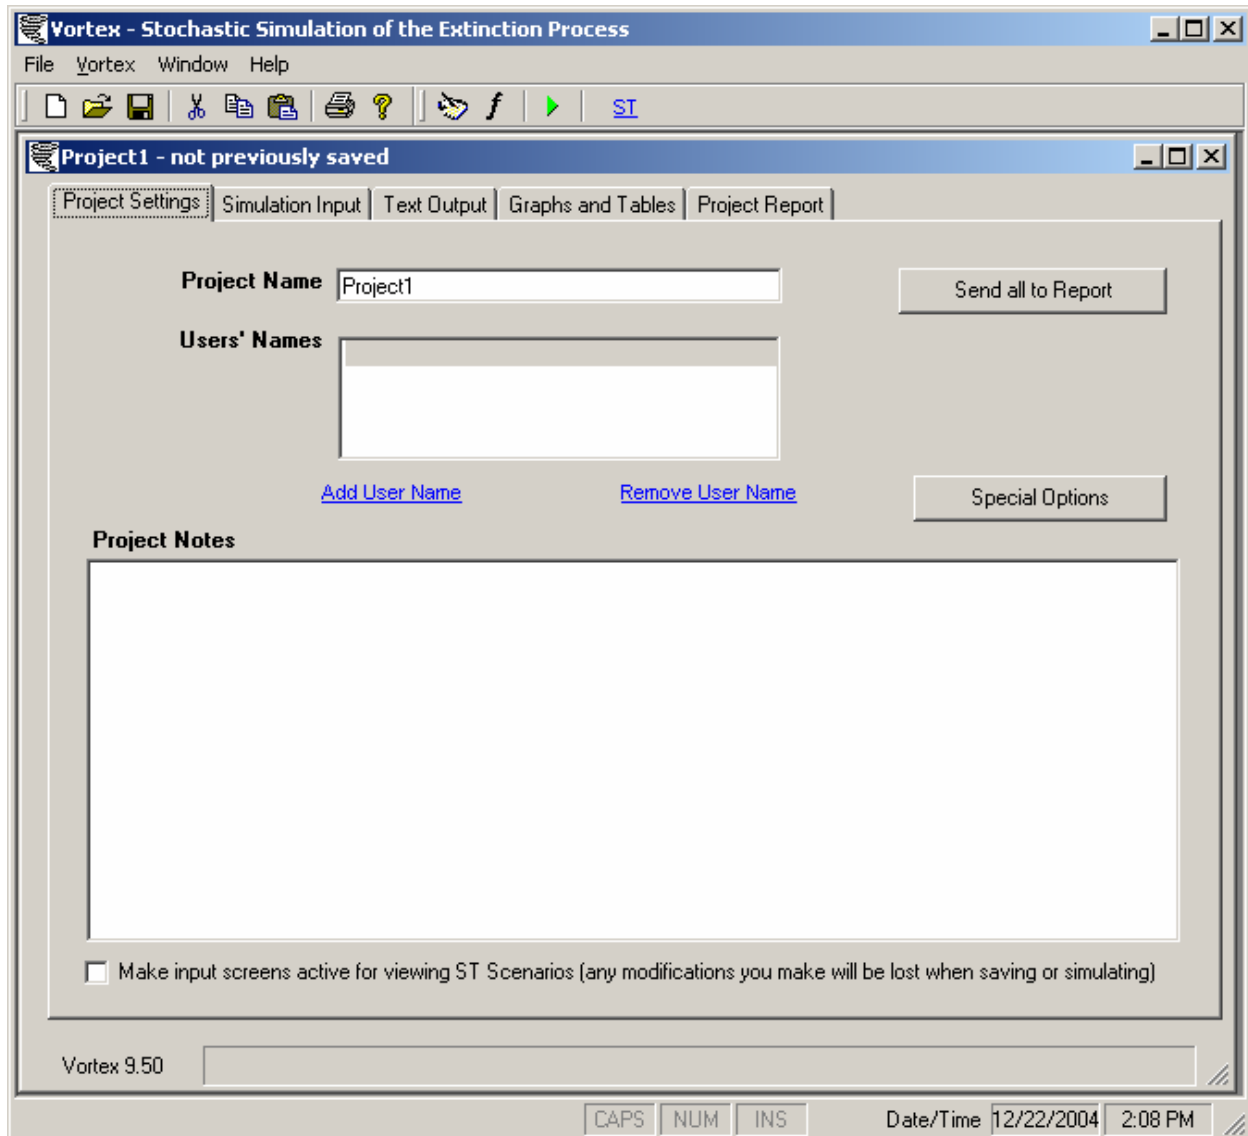 Vortex - Stochastic Simulation of the Extinction Process
File Vortex Window Help
ST
Project1 - not previously saved
Project Settings Simulation Input Text Output Graphs and Tables Project Report
Project Name Project1 Send all to Report
Users' Names
Add User Name Remove User Name Special Options
Project Notes
Make input screens active for viewing ST Scenarios (any modifications you make will be lost when saving or simulating)
Vortex 9.50
CAPS NUM INS Date/Time 12/22/2004 2:08 PM